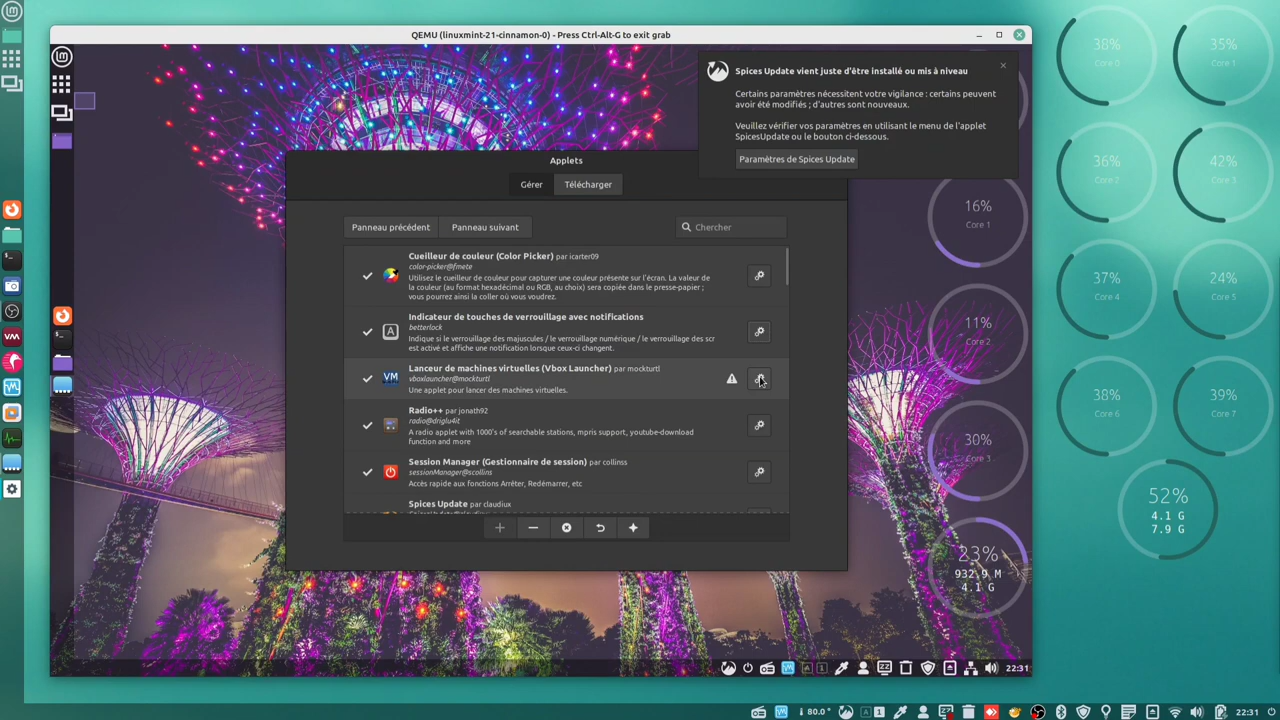 QEMU (linuxmint-21-cinnamon-0) - Press Ctrl-Alt-G to exit grab
Spices Update vient juste d'être installé ou mis à niveau
Certains paramètres nécessitent votre vigilance : certains peuvent
avoir été modifiés ; d'autres sont nouveaux.
Veuillez vérifier vos paramètres en utilisant le menu de l'applet
SpicesUpdate ou le bouton ci-dessous.
Paramètres de Spices Update
Applets
Gérer
Télécharger
Panneau précédent
Panneau suivant
Chercher
Cueilleur de couleur (Color Picker) par icarter09
color-picker@fmete
Utilisez le cueilleur de couleur pour capturer une couleur présente sur l'écran. La valeur de
la couleur (au format hexadécimal ou RGB, au choix) sera copiée dans le presse-papier ;
vous pourrez ainsi la coller où vous voudrez.
Indicateur de touches de verrouillage avec notifications
betterlock
Indique si le verrouillage des majuscules / le verrouillage numérique / le verrouillage des scr
est activé et affiche une notification lorsque ceux-ci changent.
Lanceur de machines virtuelles (Vbox Launcher) par mockturtl
vboxlauncher@mockturtl
Une applet pour lancer des machines virtuelles.
Radio++ par jonath92
radio@driglu4it
A radio applet with 1000's of searchable stations, mpris support, youtube-download
function and more
Session Manager (Gestionnaire de session) par collinss
sessionManager@scollins
Accès rapide aux fonctions Arrêter, Redémarrer, etc
Spices Update par claudiux
16%
Core 1
11%
Core 2
30%
Core 3
23%
932.9 M
4.1 G
22:31
38%
Core 0
35%
Core 1
36%
Core 2
42%
Core 3
37%
Core 4
24%
Core 5
38%
Core 6
39%
Core 7
52%
4.1 G
7.9 G
80.0°
A
1
22:31